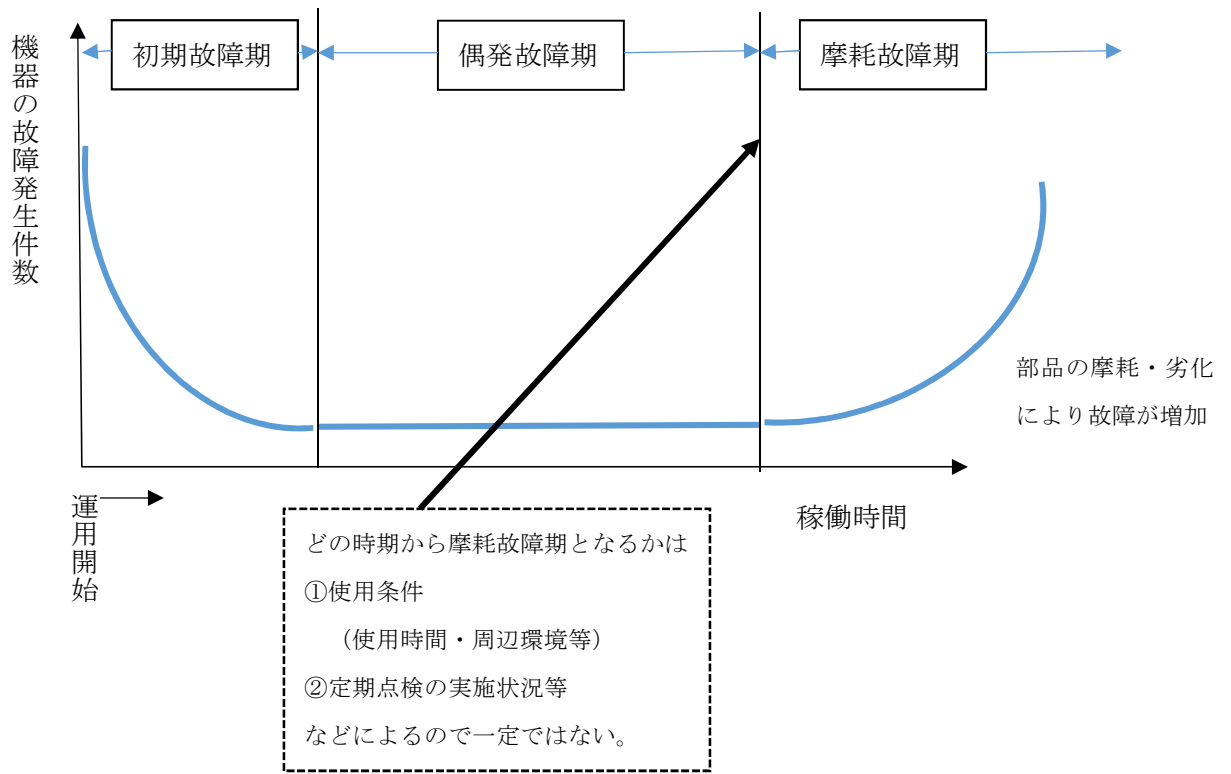 機器の故障発生件数
初期故障期
偶発故障期
摩耗故障期
部品の摩耗・劣化
により故障が増加
運用開始
稼働時間
どの時期から摩耗故障期となるかは
①使用条件
（使用時間・周辺環境等）
②定期点検の実施状況等
などによるので一定ではない。